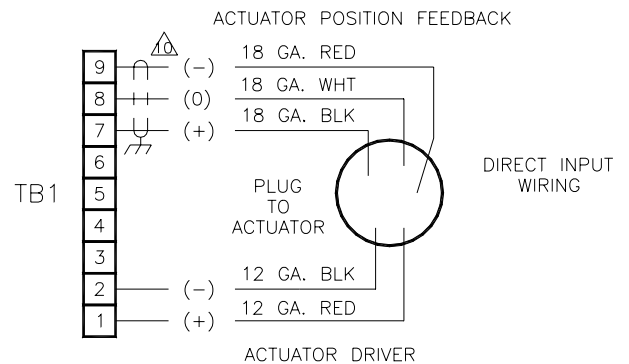 ACTUATOR POSITION FEEDBACK
10
9 (-) 18 GA. RED
8 (0) 18 GA. WHT
7 (+) 18 GA. BLK
6
5
4
3
2 (-) 12 GA. BLK
1 (+) 12 GA. RED
TB1
PLUG
TO
ACTUATOR
DIRECT INPUT
WIRING
ACTUATOR DRIVER